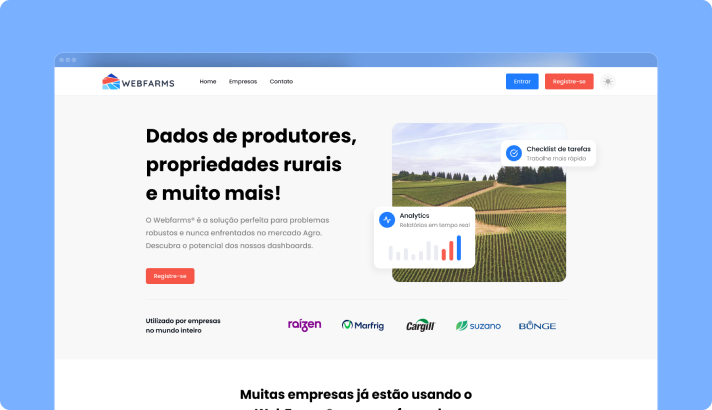 WEBFARMS
Home
Empresas
Contato
Entrar
Registre-se
Dados de produtores,
propriedades rurais
e muito mais!
O Webfarms® é a solução perfeita para problemas
robustos e nunca enfrentados no mercado Agro.
Descubra o potencial dos nossos dashboards.
Registre-se
Checklist de tarefas
Trabalhe mais rápido
Analytics
Relatórios em tempo real
Utilizado por empresas
no mundo inteiro
raízen
Marfrig
Cargill
suzano
BUNGE
Muitas empresas já estão usando o